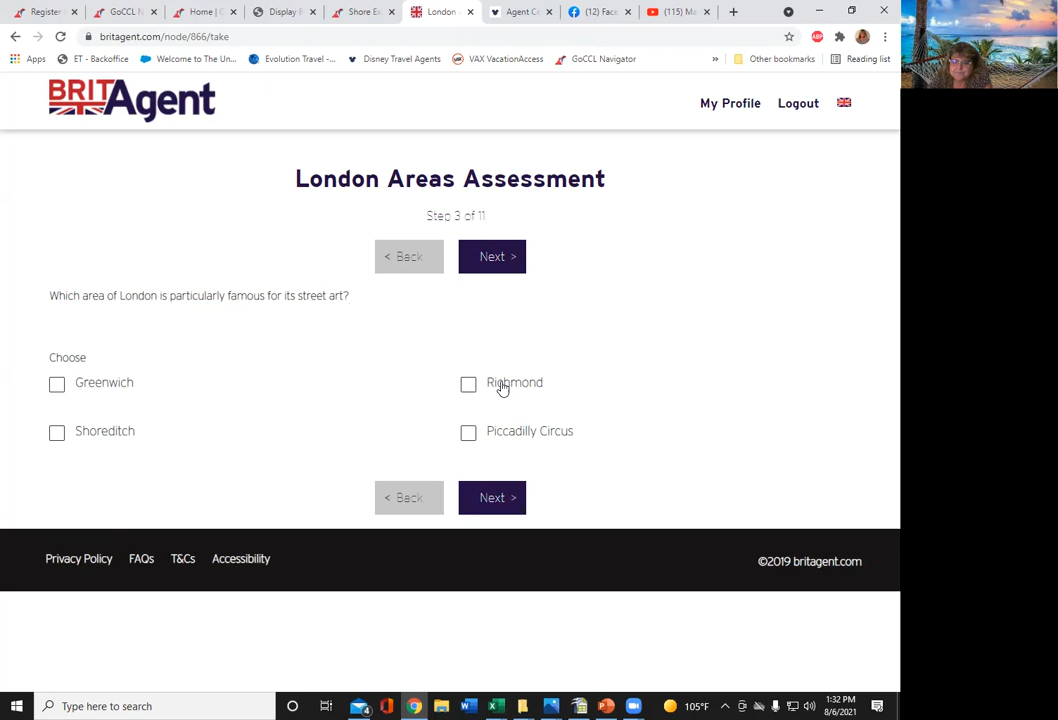 Register
GoCCL N
Home | G
Display B
Shore Ex
London
Agent Ce
(12) Face
(115) Ma
britagent.com/node/866/take
ABP
Apps
ET - Backoffice
Welcome to The Un...
Evolution Travel -...
Disney Travel Agents
VAX VacationAccess
GoCCL Navigator
»
Other bookmarks
Reading list
BRITAgent
My Profile
Logout
London Areas Assessment
Step 3 of 11
< Back
Next >
Which area of London is particularly famous for its street art?
Choose
Greenwich
Richmond
Shoreditch
Piccadilly Circus
< Back
Next >
Privacy Policy
FAQs
T&Cs
Accessibility
©2019 britagent.com
Type here to search
4
105°F
1:32 PM
8/6/2021